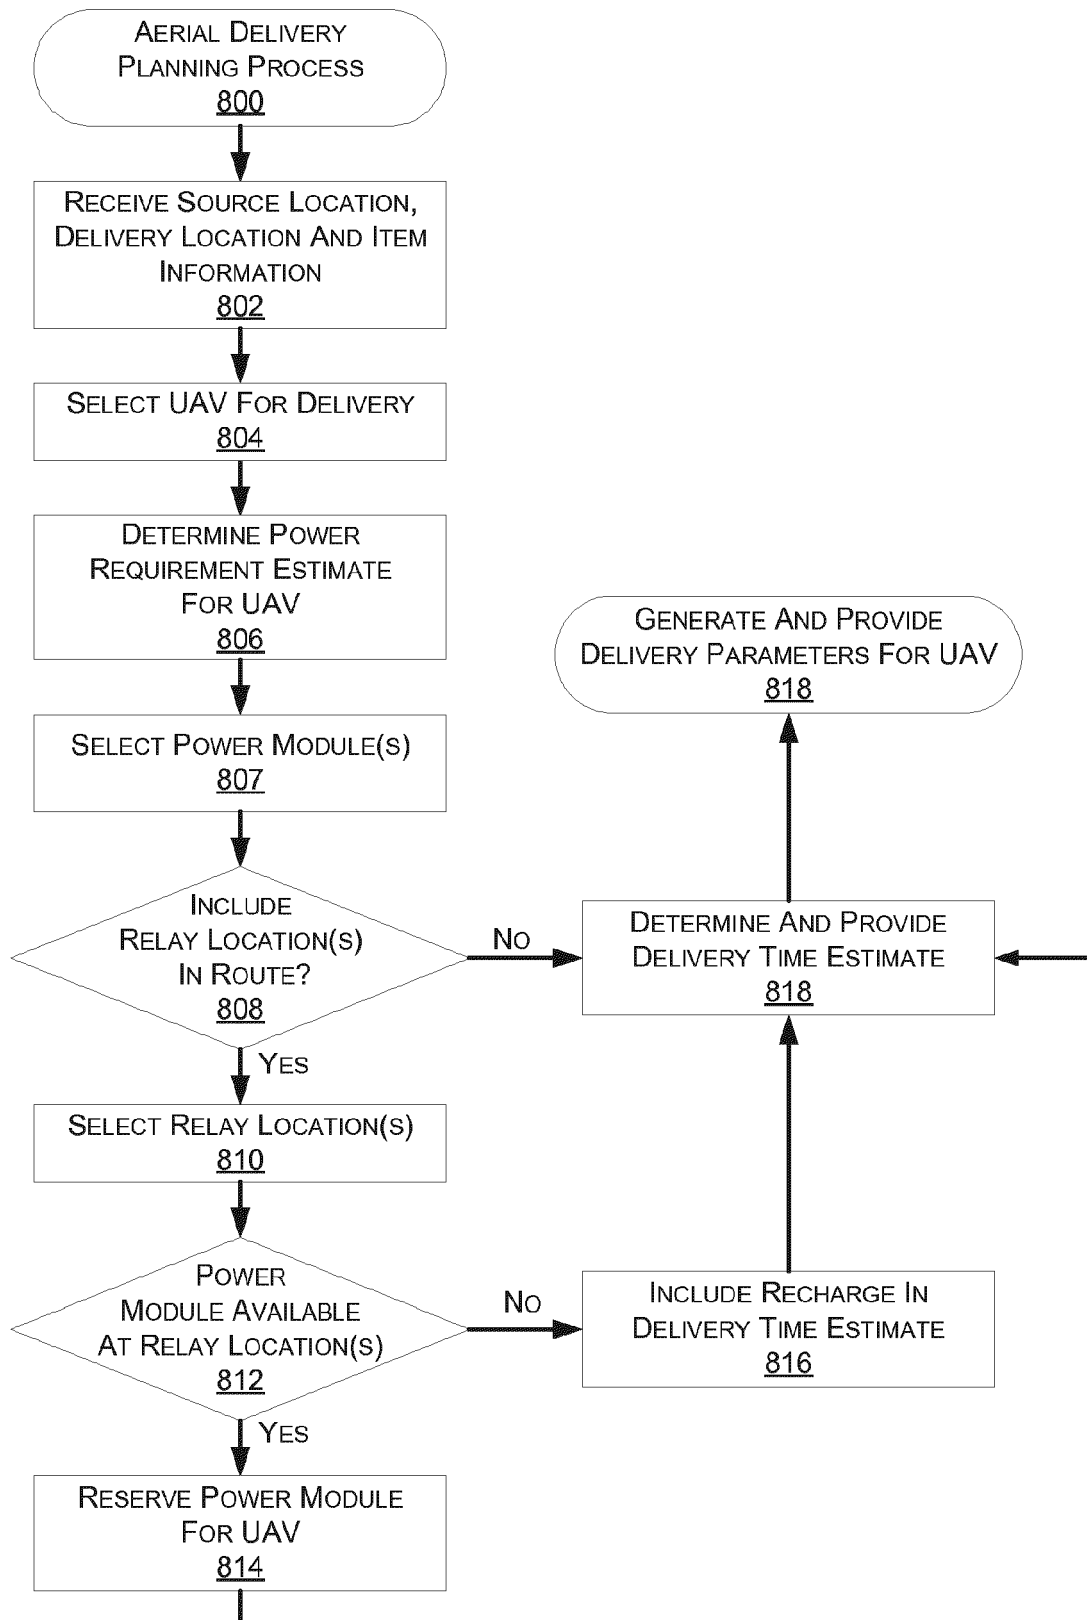 AERIAL DELIVERY
PLANNING PROCESS
800
RECEIVE SOURCE LOCATION,
DELIVERY LOCATION AND ITEM
INFORMATION
802
SELECT UAV FOR DELIVERY
804
DETERMINE POWER
REQUIREMENT ESTIMATE
FOR UAV
806
SELECT POWER MODULE(S)
807
INCLUDE
RELAY LOCATION(S)
IN ROUTE?
808
NO
YES
SELECT RELAY LOCATION(S)
810
POWER
MODULE AVAILABLE
AT RELAY LOCATION(S)
812
NO
YES
RESERVE POWER MODULE
FOR UAV
814
INCLUDE RECHARGE IN
DELIVERY TIME ESTIMATE
816
DETERMINE AND PROVIDE
DELIVERY TIME ESTIMATE
818
GENERATE AND PROVIDE
DELIVERY PARAMETERS FOR UAV
818